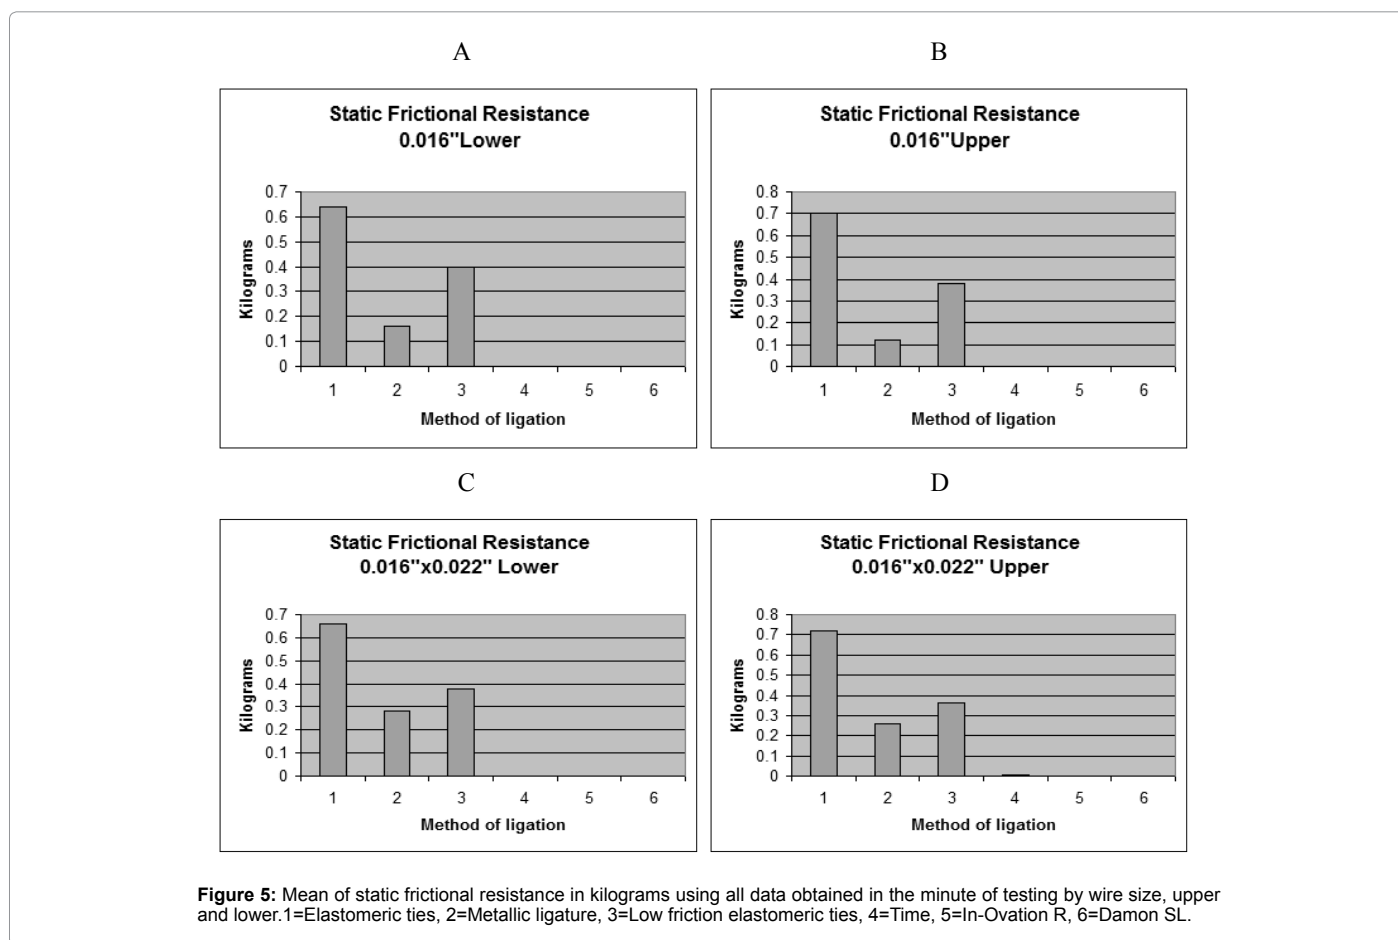 A
Static Frictional Resistance
0.016"Lower
0.7
0.6
0.5
0.4
0.3
0.2
0.1
0
Kilograms
1 2 3 4 5 6
Method of ligation
B
Static Frictional Resistance
0.016"Upper
0.8
0.7
0.6
0.5
0.4
0.3
0.2
0.1
0
Kilograms
1 2 3 4 5 6
Method of ligation
C
Static Frictional Resistance
0.016"x0.022" Lower
0.7
0.6
0.5
0.4
0.3
0.2
0.1
0
Kilograms
1 2 3 4 5 6
Method of ligation
D
Static Frictional Resistance
0.016"x0.022" Upper
0.8
0.7
0.6
0.5
0.4
0.3
0.2
0.1
0
Kilograms
1 2 3 4 5 6
Method of ligation
Figure 5: Mean of static frictional resistance in kilograms using all data obtained in the minute of testing by wire size, upper
and lower.1=Elastomeric ties, 2=Metallic ligature, 3=Low friction elastomeric ties, 4=Time, 5=In-Ovation R, 6=Damon SL.